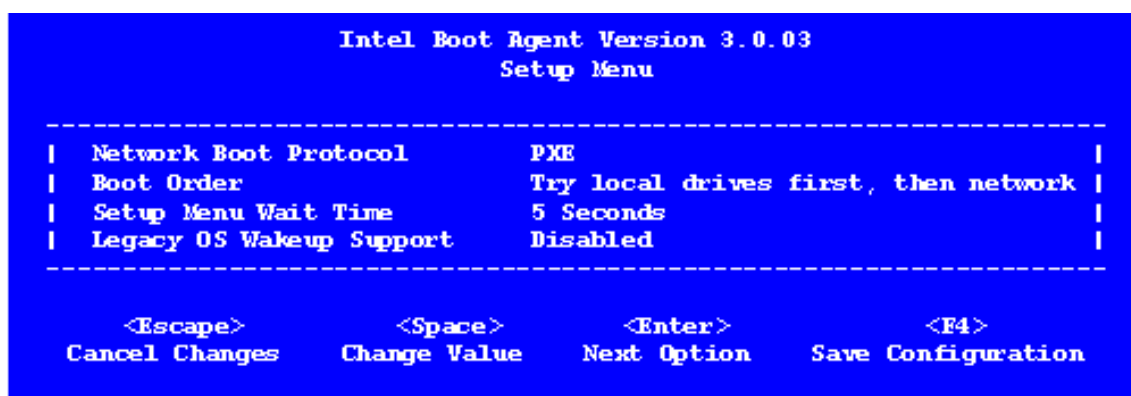 Intel Boot Agent Version 3.0.03
Setup Menu
Network Boot Protocol PXE
Boot Order Try local drives first, then network
Setup Menu Wait Time 5 Seconds
Legacy OS Wakeup Support Disabled
<Escape> <Space> <Enter> <F4>
Cancel Changes Change Value Next Option Save Configuration